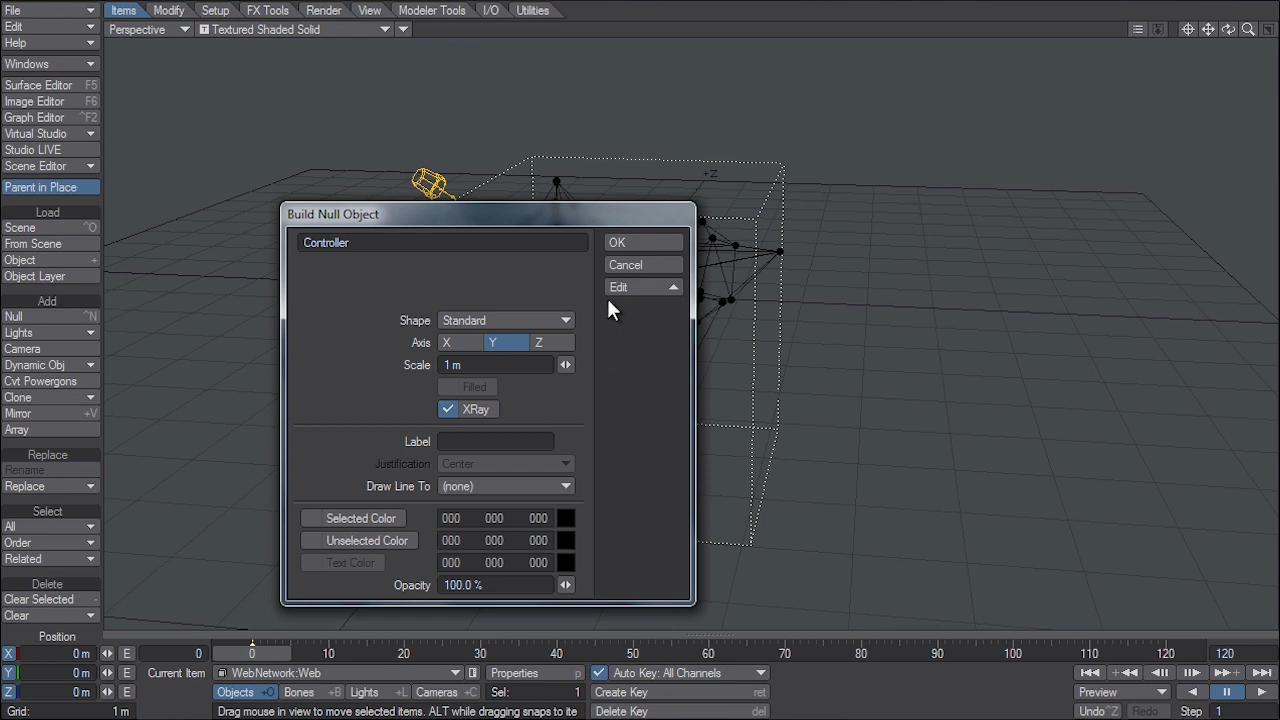 File Items Modify Setup FX Tools Render View Modeler Tools I/O Utilities
Edit Perspective T Textured Shaded Solid
Help
Windows
Surface Editor F5
Image Editor F6
Graph Editor ^F2
Virtual Studio
Studio LIVE
Scene Editor
Parent in Place
Load
Scene ^O
From Scene
Object +
Object Layer
Add
Null ^N
Lights
Camera
Dynamic Obj
Cvt Powergons
Clone
Mirror +V
Array
Replace
Rename
Replace
Select
All
Order
Related
Delete
Clear Selected -
Clear
+Z
Build Null Object
Controller
OK
Cancel
Edit
Shape Standard
Axis X Y Z
Scale 1 m
Filled
XRay
Label
Justification Center
Draw Line To (none)
Selected Color 000 000 000
Unselected Color 000 000 000
Text Color 000 000 000
Opacity 100.0 %
Position
X 0 m E 0 0 10 20 30 40 50 60 70 80 90 100 110 120 120
Y 0 m E Current Item WebNetwork:Web Properties p Auto Key: All Channels
Z 0 m E Objects +O Bones +B Lights +L Cameras +C Sel: 1 Create Key ret Preview
Grid: 1 m Drag mouse in view to move selected items. ALT while dragging snaps to ite Delete Key del Undo ^Z Redo Step 1